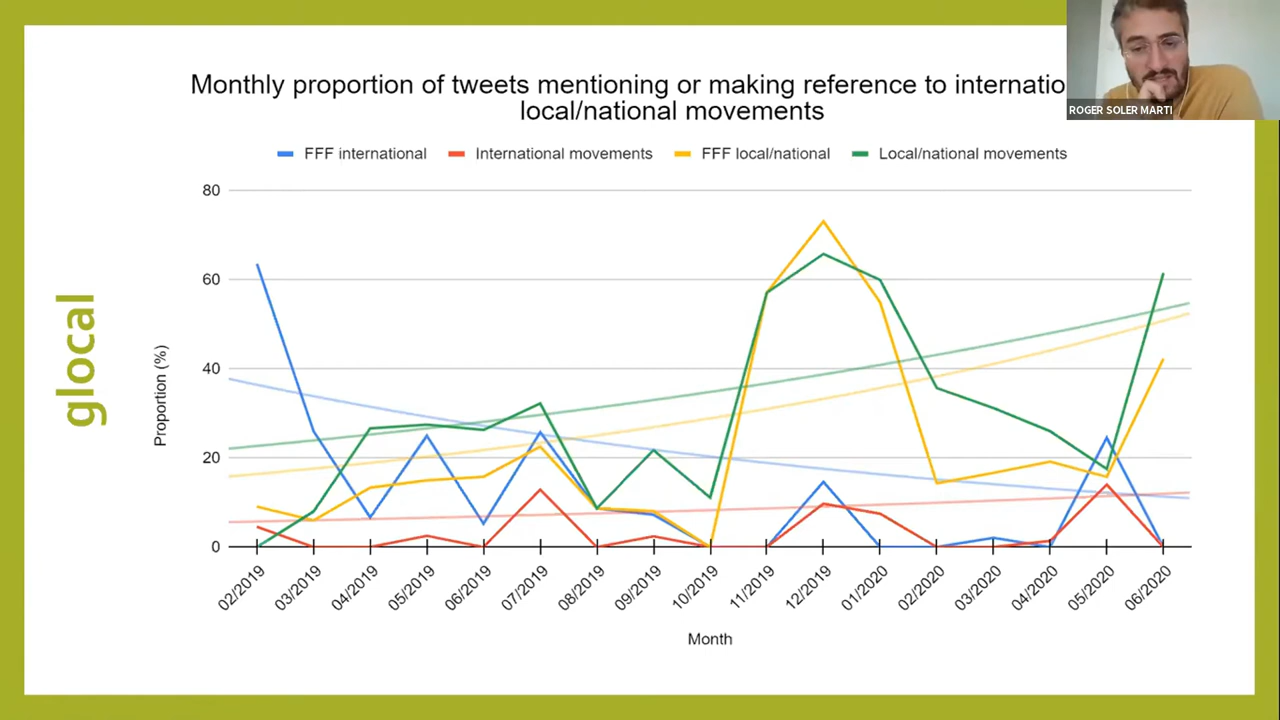 Monthly proportion of tweets mentioning or making reference to
local/national movements
ROGER SOLER MARTI
FFF international
International movements
FFF local/national
Local/national movements
glocal
Proportion (%)
80
60
40
20
0
02/2019
03/2019
04/2019
05/2019
06/2019
07/2019
08/2019
09/2019
10/2019
11/2019
12/2019
01/2020
02/2020
03/2020
04/2020
05/2020
06/2020
Month